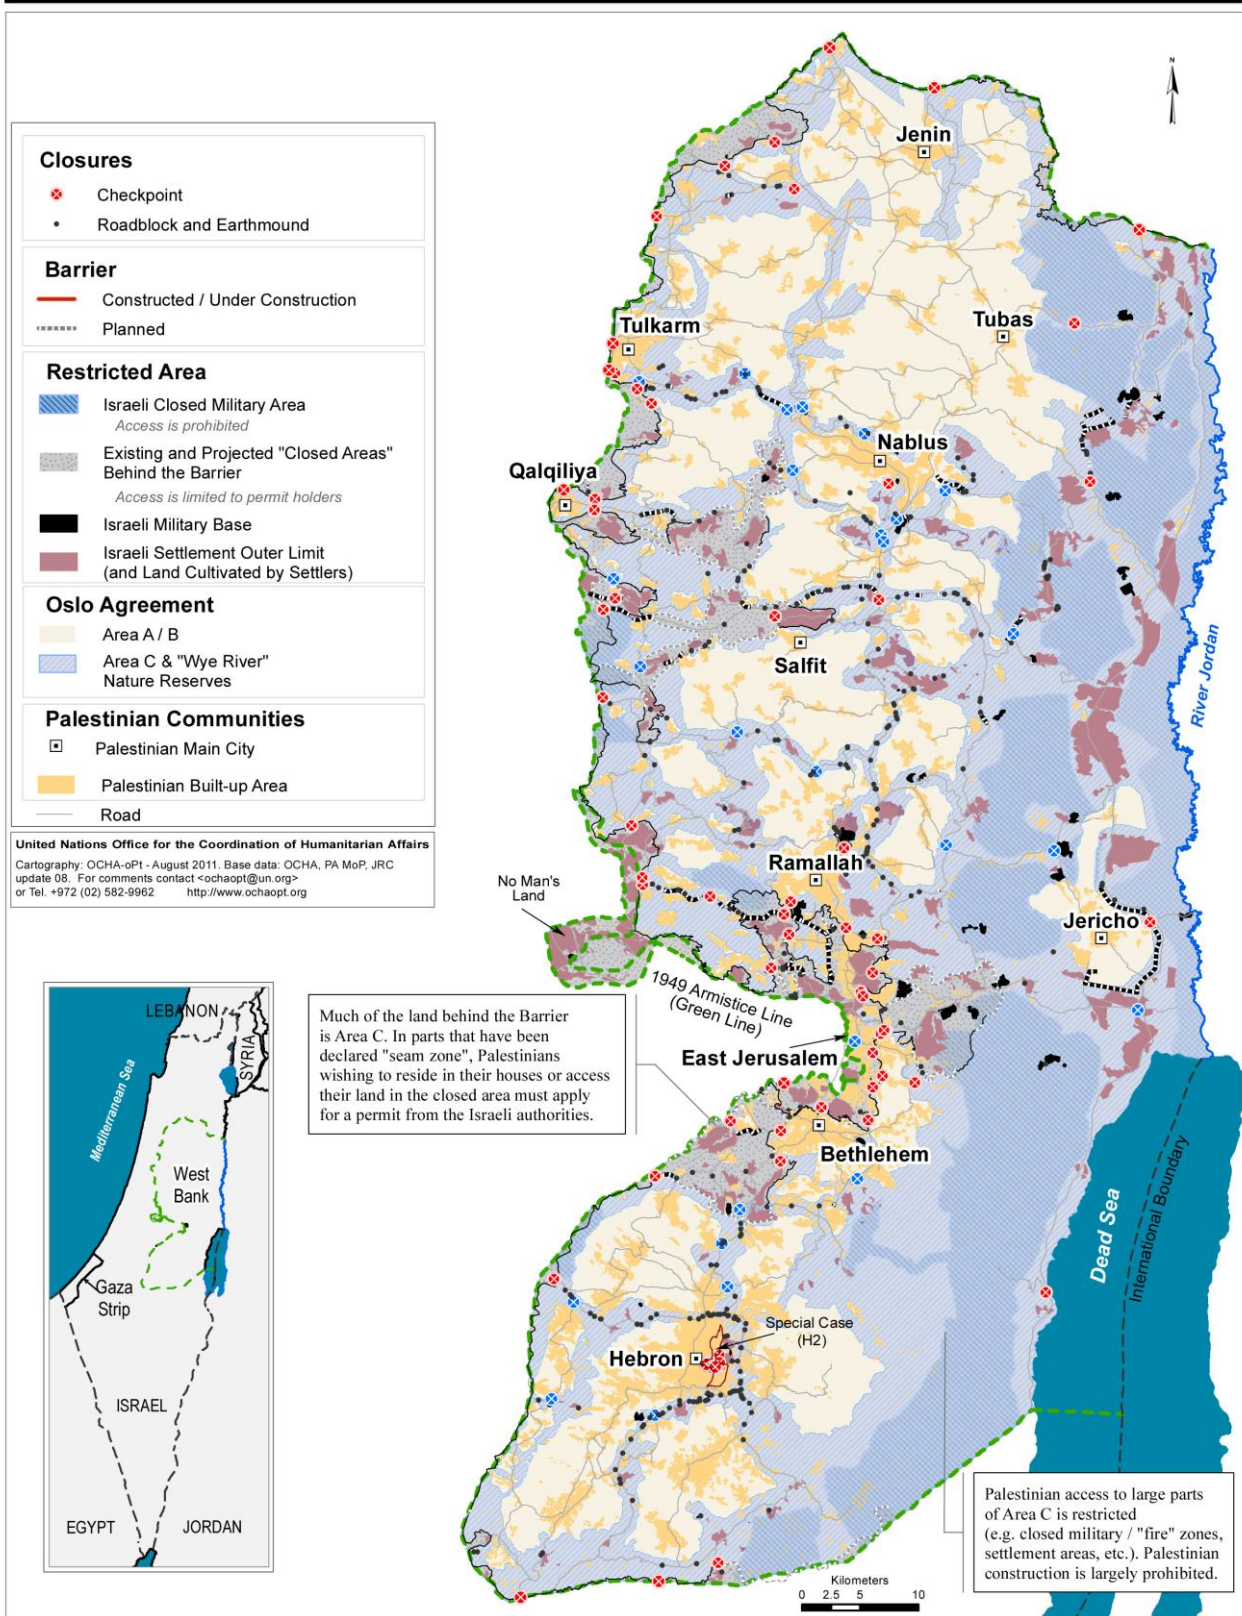 Closures
Checkpoint
Roadblock and Earthmound
Barrier
Constructed / Under Construction
Planned
Restricted Area
Israeli Closed Military Area
Access is prohibited
Existing and Projected "Closed Areas"
Behind the Barrier
Access is limited to permit holders
Israeli Military Base
Israeli Settlement Outer Limit
(and Land Cultivated by Settlers)
Oslo Agreement
Area A / B
Area C & "Wye River"
Nature Reserves
Palestinian Communities
Palestinian Main City
Palestinian Built-up Area
Road
United Nations Office for the Coordination of Humanitarian Affairs
Cartography: OCHA-oPt - August 2011. Base data: OCHA, PA MoP, JRC
update 08. For comments contact <ochaopt@un.org>
or Tel. +972 (02) 582-9962 http://www.ochaopt.org
N
Jenin
Tulkarm
Tubas
Nablus
Qalqiliya
Salfit
River Jordan
Ramallah
No Man's
Land
Jericho
1949 Armistice Line
(Green Line)
East Jerusalem
Much of the land behind the Barrier
is Area C. In parts that have been
declared "seam zone", Palestinians
wishing to reside in their houses or access
their land in the closed area must apply
for a permit from the Israeli authorities.
Bethlehem
Dead Sea
International Boundary
Special Case
(H2)
Hebron
Palestinian access to large parts
of Area C is restricted
(e.g. closed military / "fire" zones,
settlement areas, etc.). Palestinian
construction is largely prohibited.
Kilometers
0 2.5 5 10
LEBANON
SYRIA
Mediterranean Sea
West
Bank
Gaza
Strip
ISRAEL
EGYPT
JORDAN